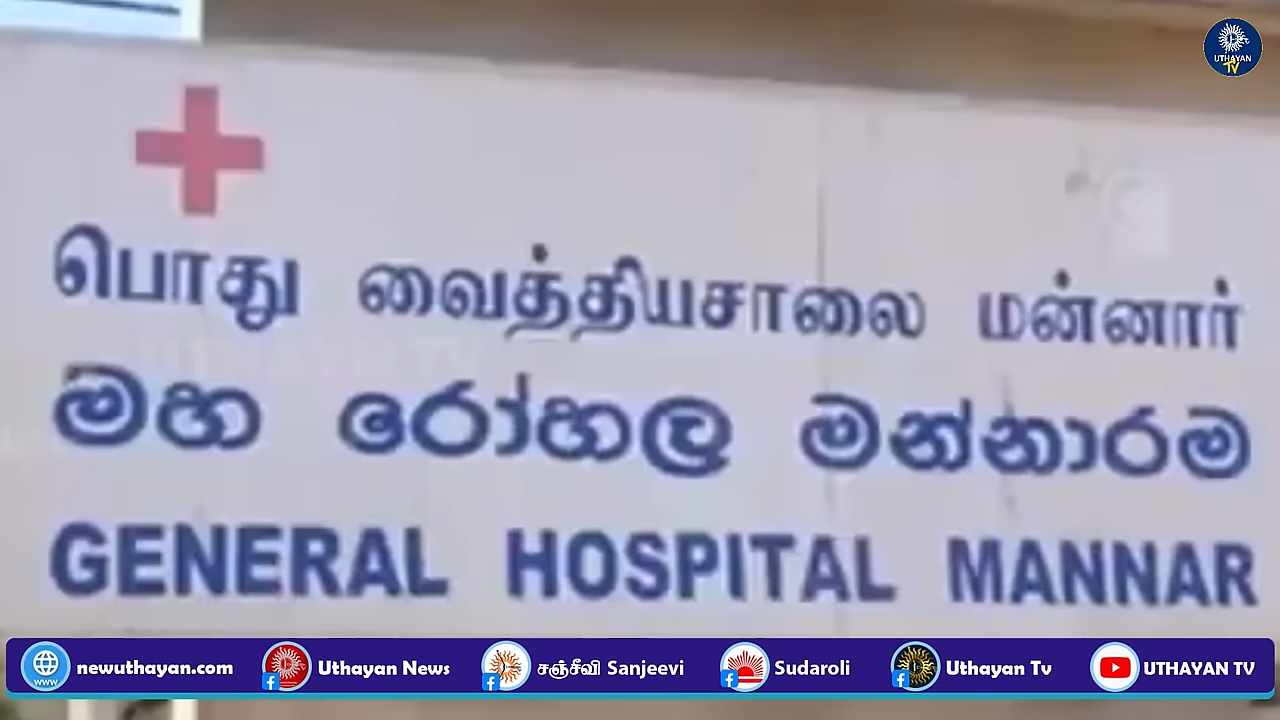 UTHAYAN
TV
பொது வைத்தியசாலை மன்னார்
මහ රෝහල මන්නාරම
GENERAL HOSPITAL MANNAR
www newuthayan.com Uthayan News சஞ்சீவி Sanjeevi Sudaroli Uthayan Tv UTHAYAN TV